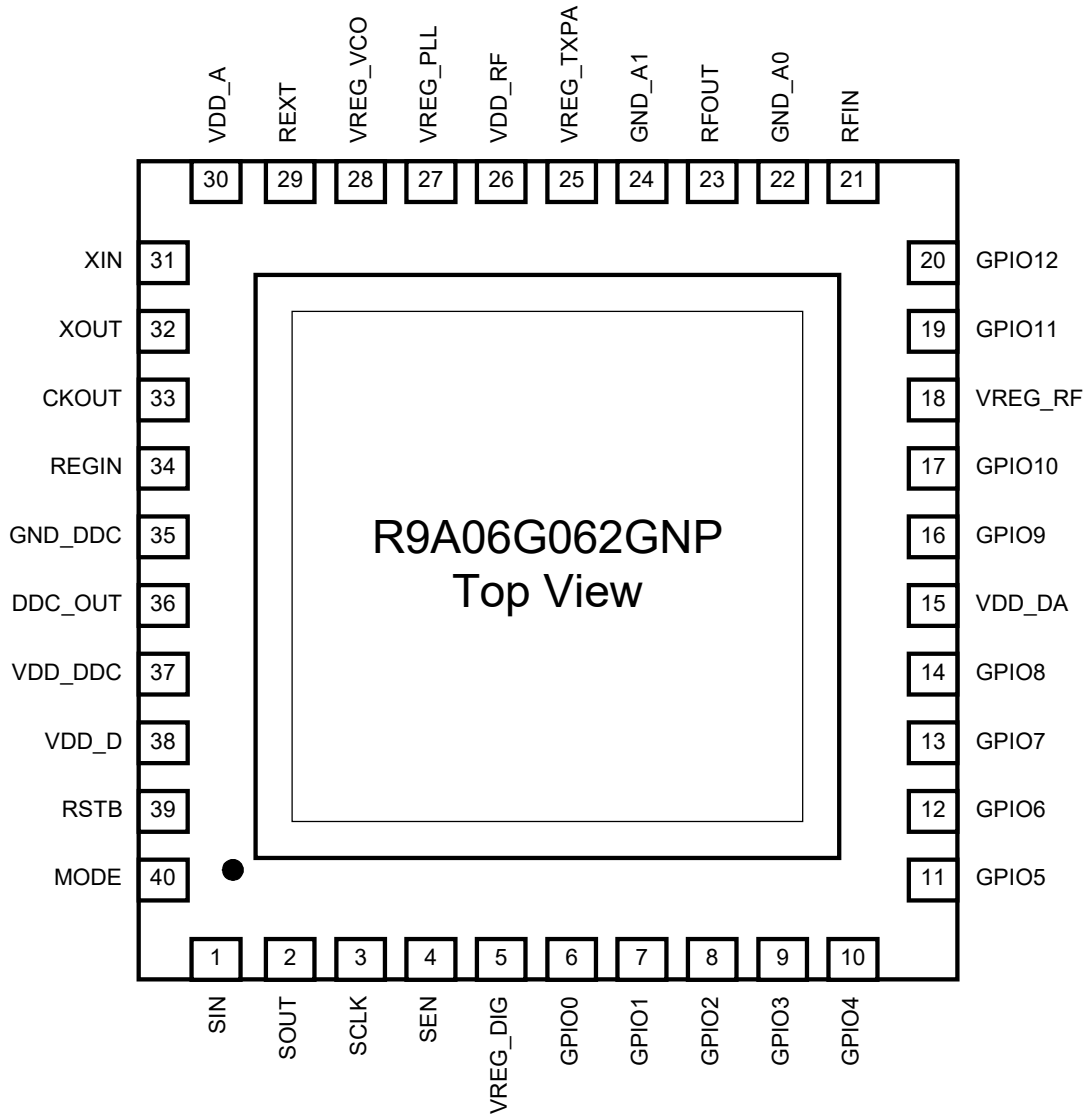 VDD_A
REXT
VREG_VCO
VREG_PLL
VDD_RF
VREG_TXPA
GND_A1
RFOUT
GND_A0
RFIN
30
29
28
27
26
25
24
23
22
21
XIN 31
XOUT 32
CKOUT 33
REGIN 34
GND_DDC 35
DDC_OUT 36
VDD_DDC 37
VDD_D 38
RSTB 39
MODE 40
R9A06G062GNP
Top View
20 GPIO12
19 GPIO11
18 VREG_RF
17 GPIO10
16 GPIO9
15 VDD_DA
14 GPIO8
13 GPIO7
12 GPIO6
11 GPIO5
1
2
3
4
5
6
7
8
9
10
SIN
SOUT
SCLK
SEN
VREG_DIG
GPIO0
GPIO1
GPIO2
GPIO3
GPIO4